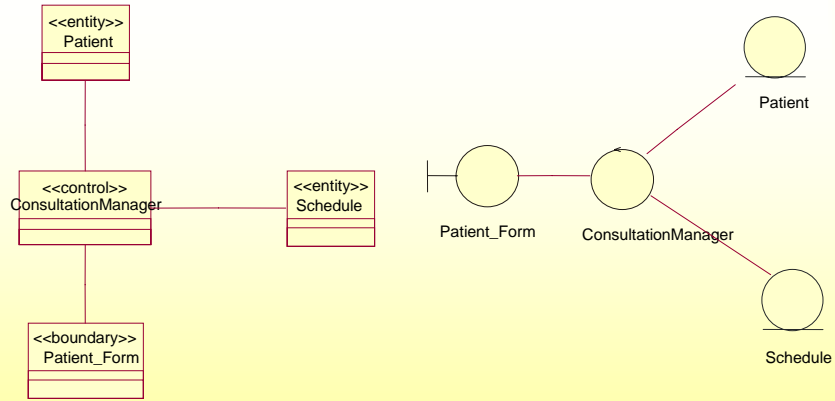 <<entity>>
Patient
<<control>>
ConsultationManager
<<entity>>
Schedule
<<boundary>>
Patient_Form
Patient
Patient_Form
ConsultationManager
Schedule